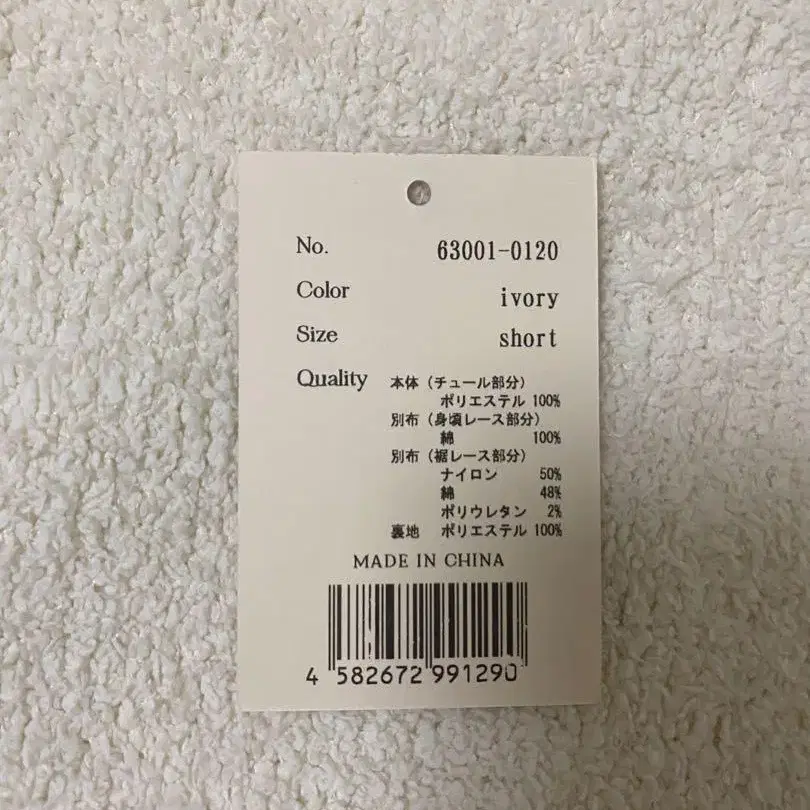 No. 63001-0120
Color ivory
Size short
Quality 本体(チュール部分)
ポリエステル 100%
別布(身頃レース部分)
綿 100%
別布(裾レース部分)
ナイロン 50%
綿 48%
ポリウレタン 2%
裏地 ポリエステル 100%
MADE IN CHINA
4 582672 991290